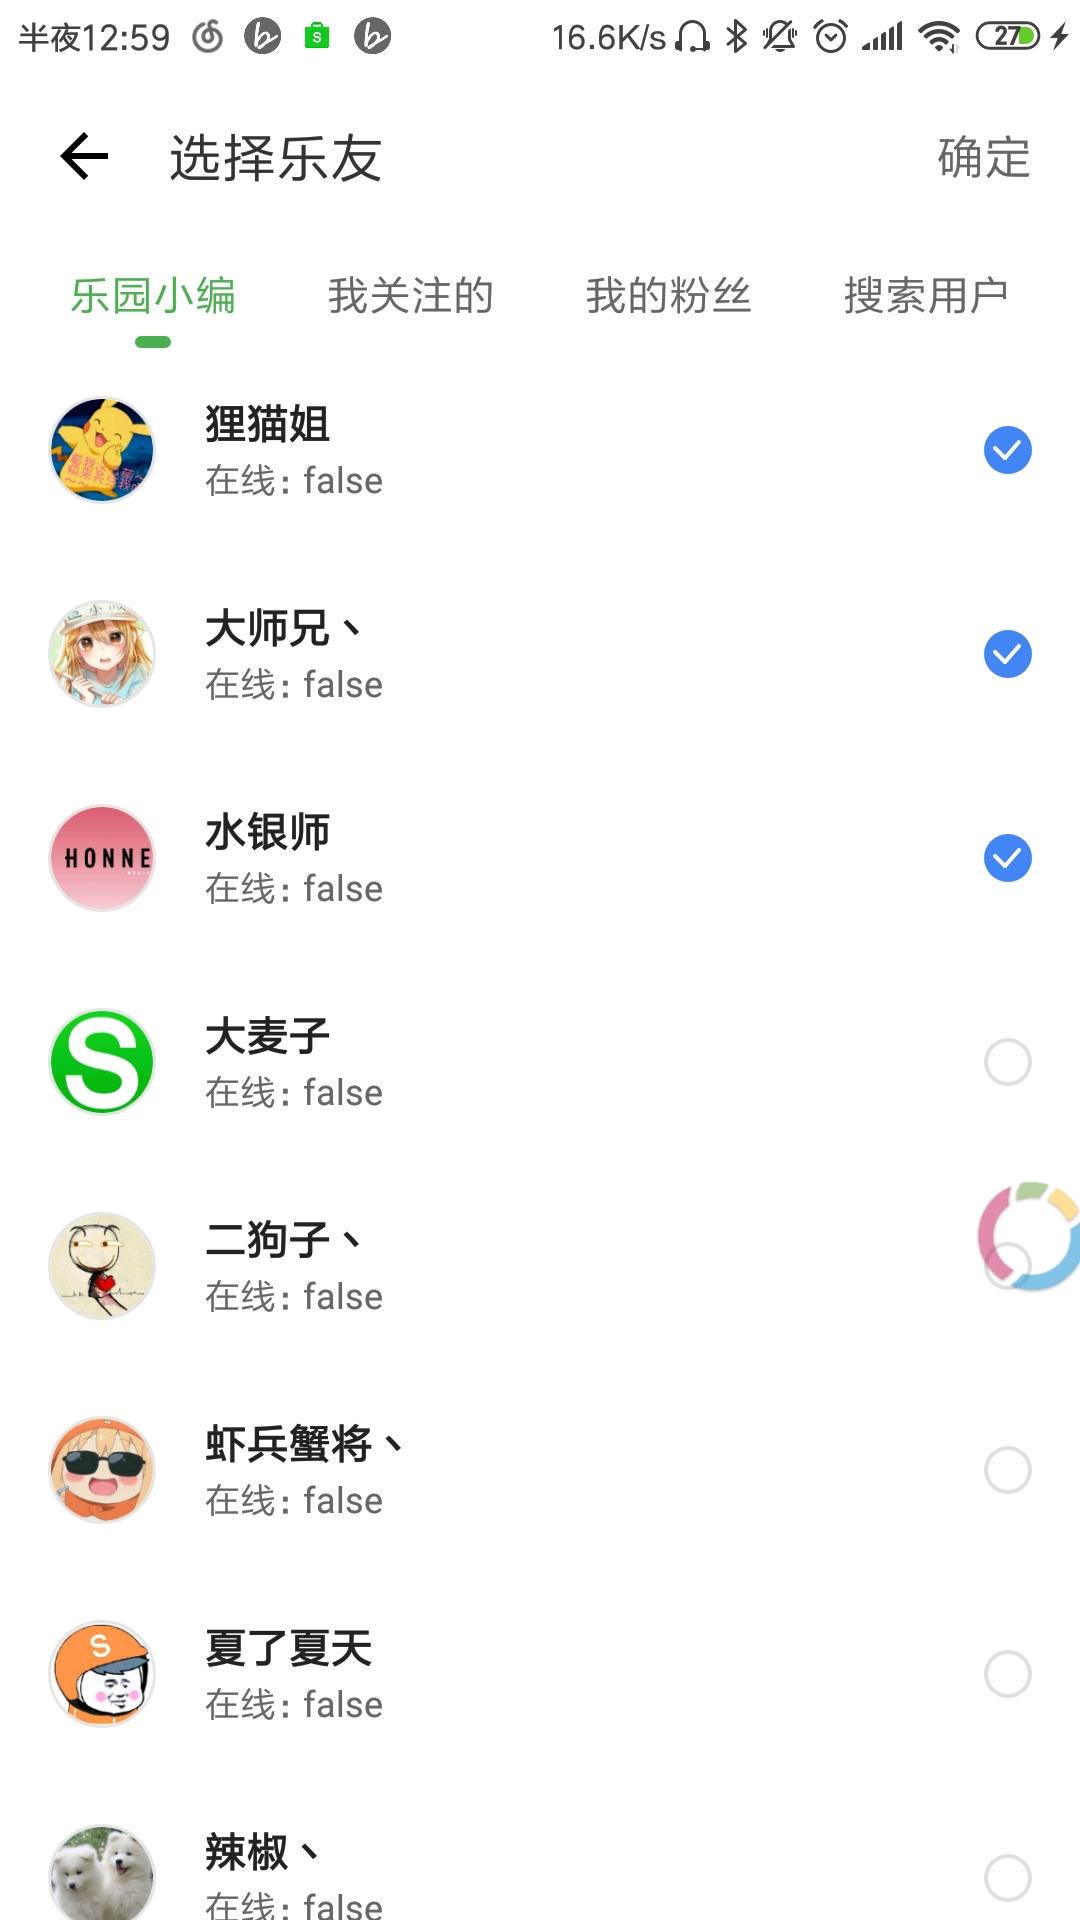 半夜12:59
16.6K/s
27
选择乐友
确定
乐园小编 我关注的 我的粉丝 搜索用户
狸猫姐
在线: false
大师兄丶
在线: false
HONNE
水银师
在线: false
S
大麦子
在线: false
二狗子丶
在线: false
虾兵蟹将丶
在线: false
S
夏了夏天
在线: false
辣椒丶
在线: false